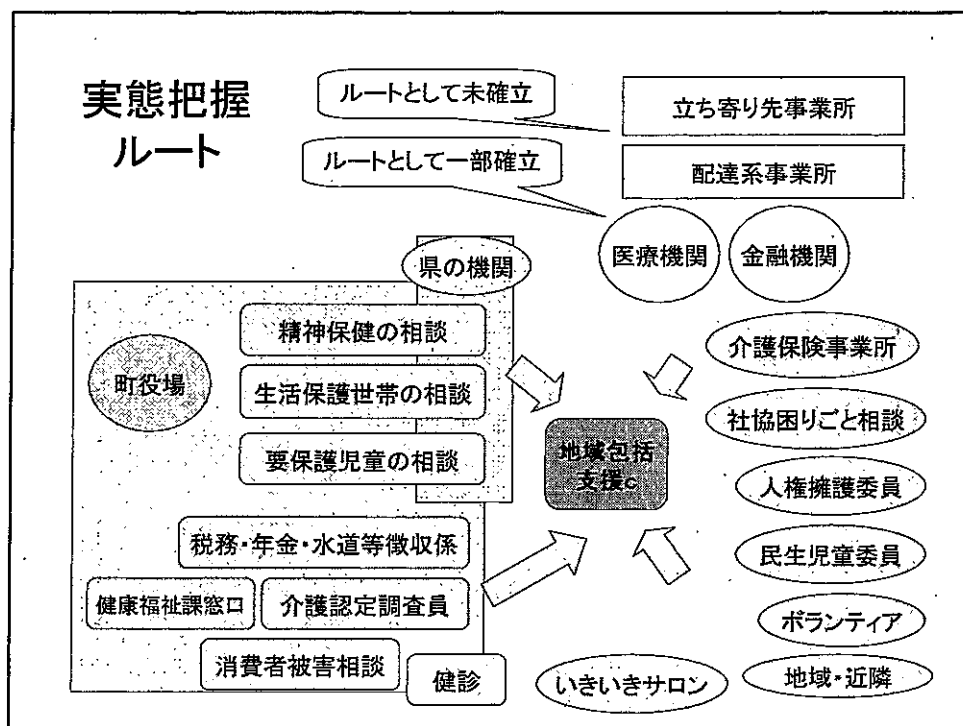 実態把握
ルート
ルートとして未確立
立ち寄り先事業所
ルートとして一部確立
配達系事業所
医療機関
金融機関
県の機関
精神保健の相談
介護保険事業所
町役場
生活保護世帯の相談
社協困りごと相談
要保護児童の相談
地域包括
支援c
人権擁護委員
税務・年金・水道等徴収係
民生児童委員
健康福祉課窓口
介護認定調査員
ボランティア
消費者被害相談
健診
いきいきサロン
地域・近隣